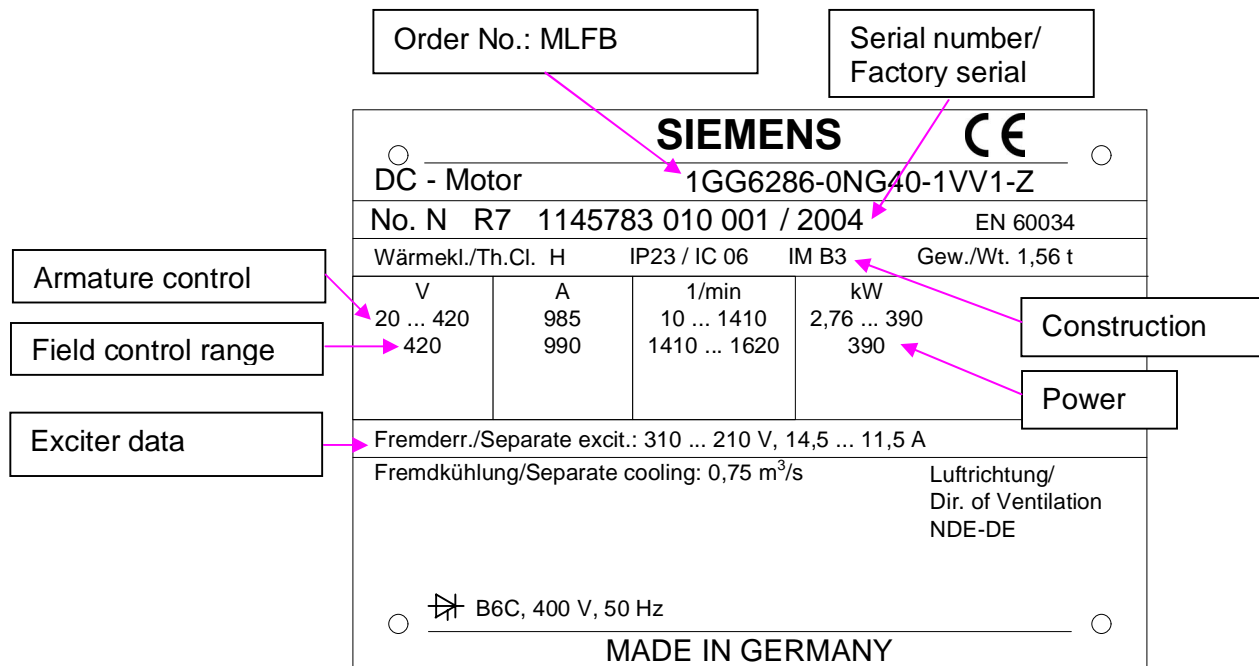 Order No.: MLFB
Serial number/
Factory serial
SIEMENS CE
DC - Motor 1GG6286-0NG40-1VV1-Z
No. N R7 1145783 010 001 / 2004 EN 60034
Wärmekl./Th.Cl. H IP23 / IC 06 IM B3 Gew./Wt. 1,56 t
Armature control
V A 1/min kW
20 ... 420 985 10 ... 1410 2,76 ... 390
Construction
Field control range
420 990 1410 ... 1620 390
Power
Exciter data
Fremderr./Separate excit.: 310 ... 210 V, 14,5 ... 11,5 A
Fremdkühlung/Separate cooling: 0,75 m³/s
Luftrichtung/
Dir. of Ventilation
NDE-DE
B6C, 400 V, 50 Hz
MADE IN GERMANY